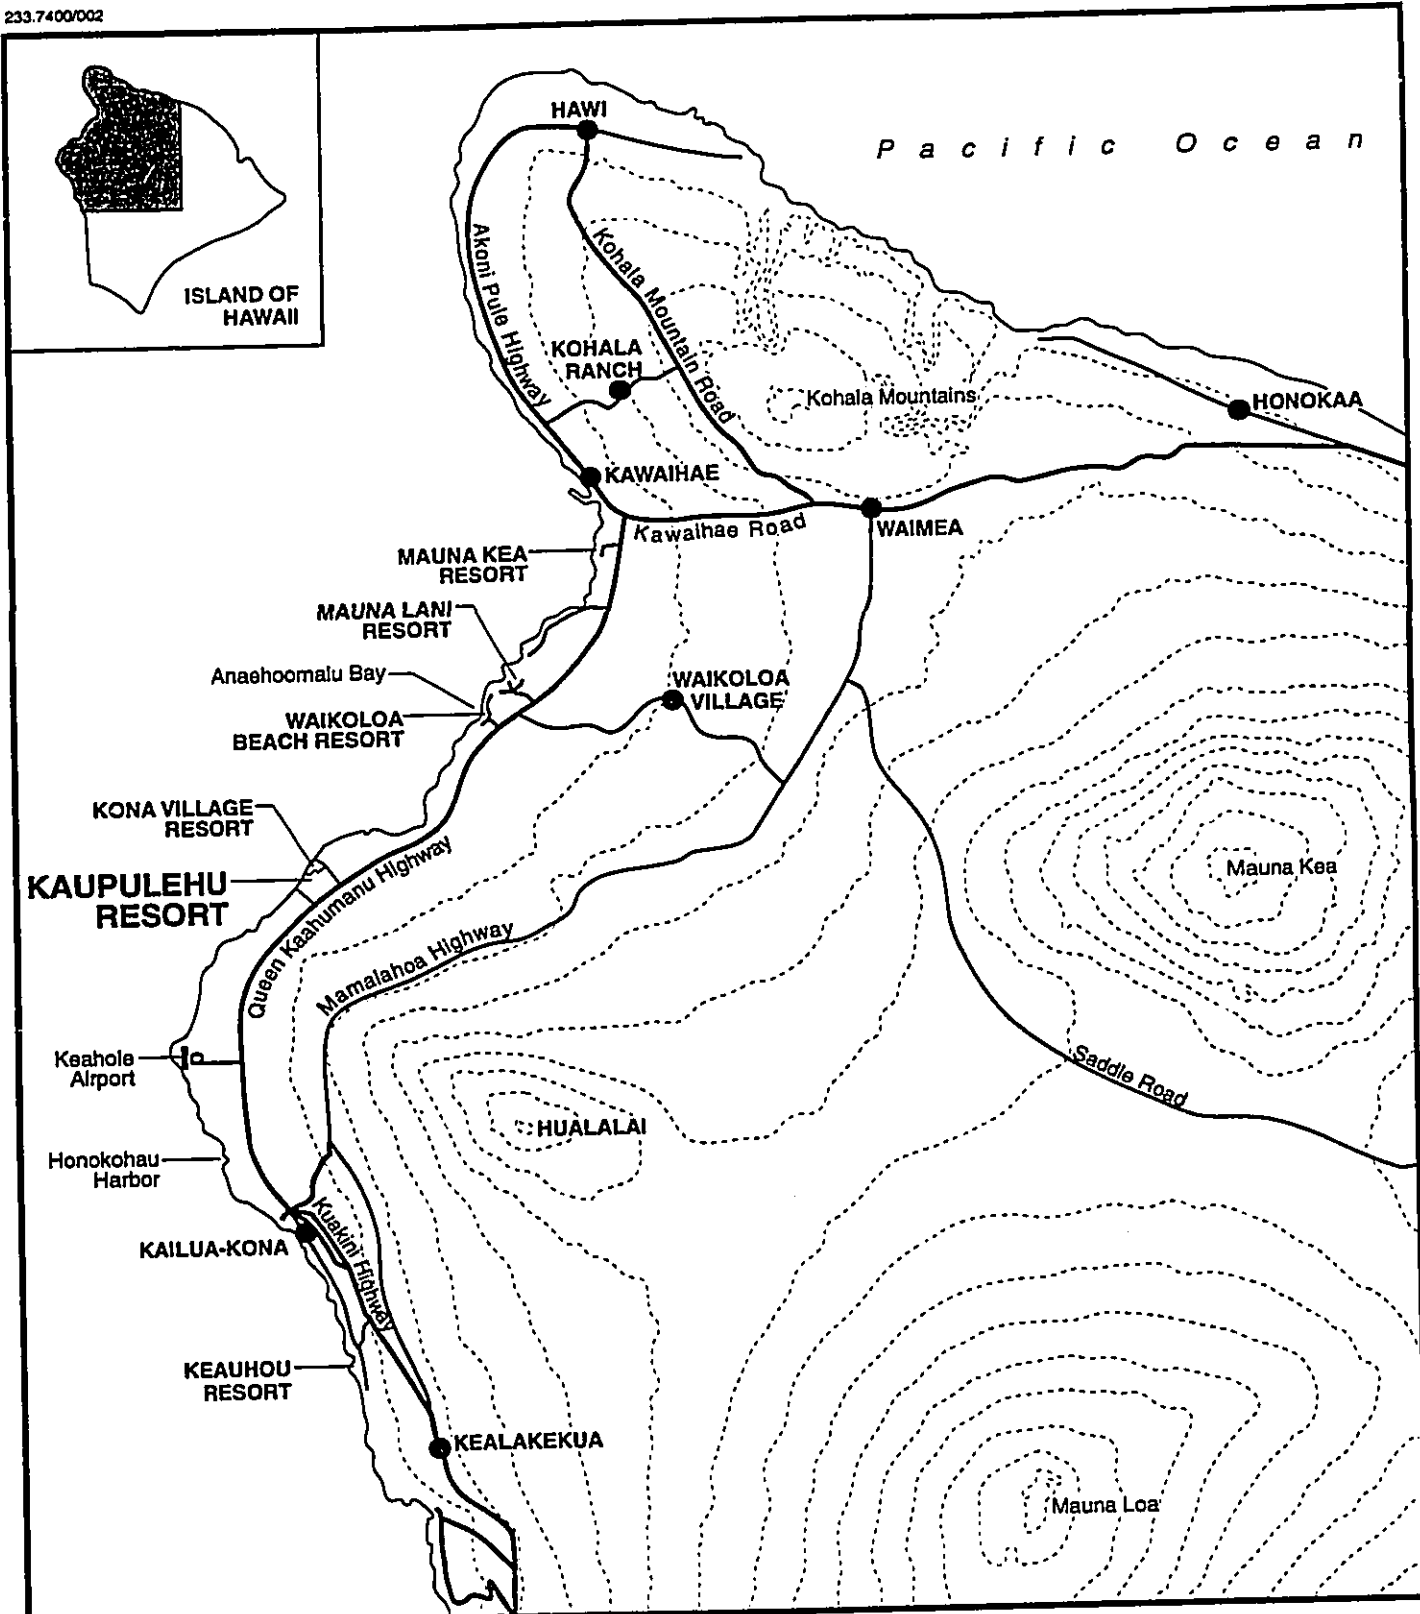 233.7400/002
ISLAND OF
HAWAII
HAWI
Pacific Ocean
Akoni Pule Highway
Kohala Mountain Road
KOHALA
RANCH
Kohala Mountains
HONOKAA
KAWAIHAE
Kawaihae Road
WAIMEA
MAUNA KEA
RESORT
MAUNA LANI
RESORT
Anaehoomalu Bay
WAIKOLOA
VILLAGE
WAIKOLOA
BEACH RESORT
KONA VILLAGE
RESORT
Queen Kaahumanu Highway
KAUPULEHU
RESORT
Mauna Kea
Mamalahoa Highway
Keahole
Airport
Saddle Road
HUALALAI
Honokohau
Harbor
Kuakini Highway
KAILUA-KONA
KEAUHOU
RESORT
KEALAKEKUA
Mauna Loa